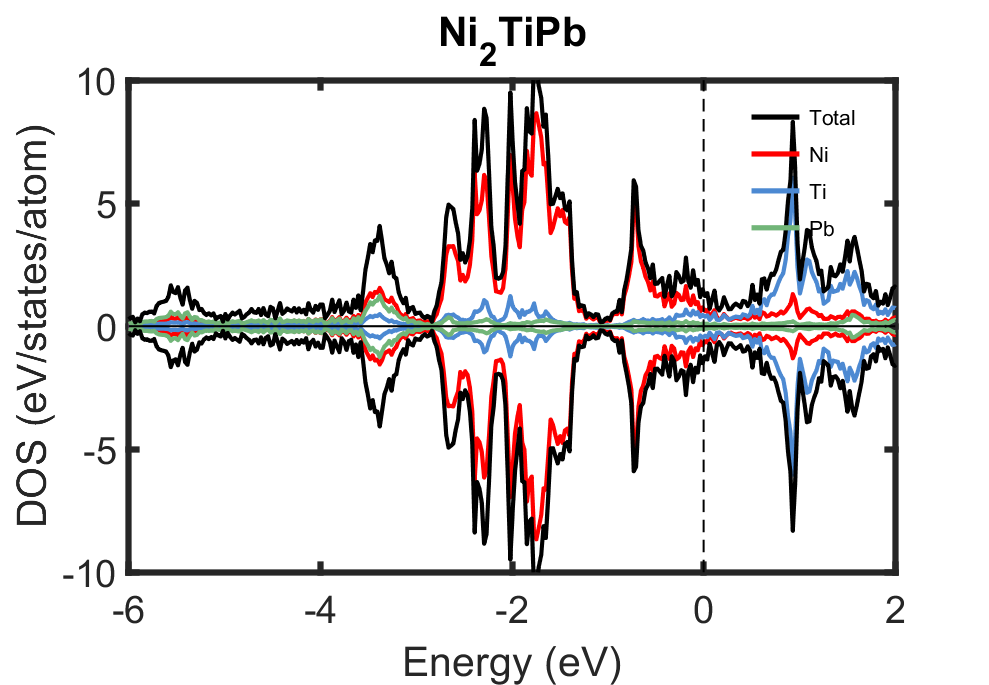 Ni2TiPb
DOS (eV/states/atom)
10
5
0
-5
-10
-6
-4
-2
0
2
Energy (eV)
Total
Ni
Ti
Pb